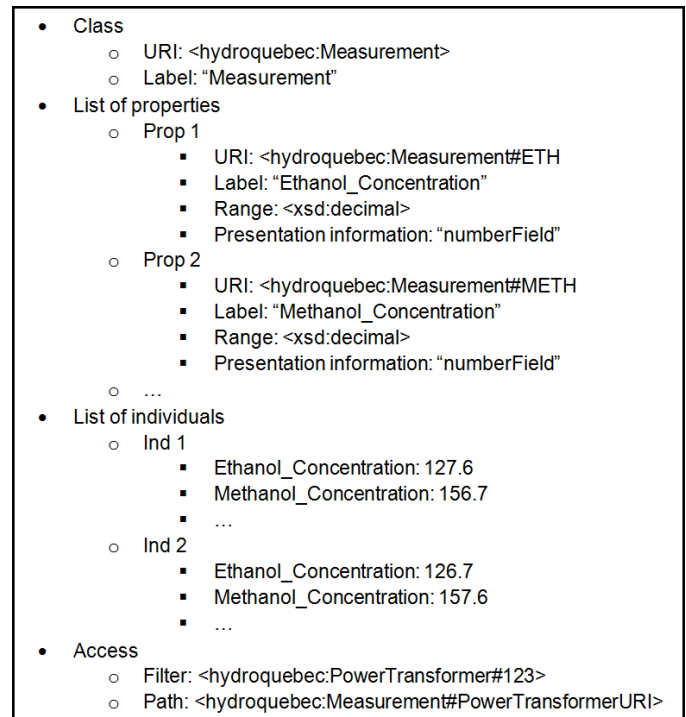 • Class
o URI: <hydroquebec:Measurement>
o Label: “Measurement”
• List of properties
o Prop 1
▪ URI: <hydroquebec:Measurement#ETH
▪ Label: “Ethanol_Concentration”
▪ Range: <xsd:decimal>
▪ Presentation information: “numberField”
o Prop 2
▪ URI: <hydroquebec:Measurement#METH
▪ Label: “Methanol_Concentration”
▪ Range: <xsd:decimal>
▪ Presentation information: “numberField”
o …
• List of individuals
o Ind 1
▪ Ethanol_Concentration: 127.6
▪ Methanol_Concentration: 156.7
▪ …
o Ind 2
▪ Ethanol_Concentration: 126.7
▪ Methanol_Concentration: 157.6
▪ …
• Access
o Filter: <hydroquebec:PowerTransformer#123>
o Path: <hydroquebec:Measurement#PowerTransformerURI>